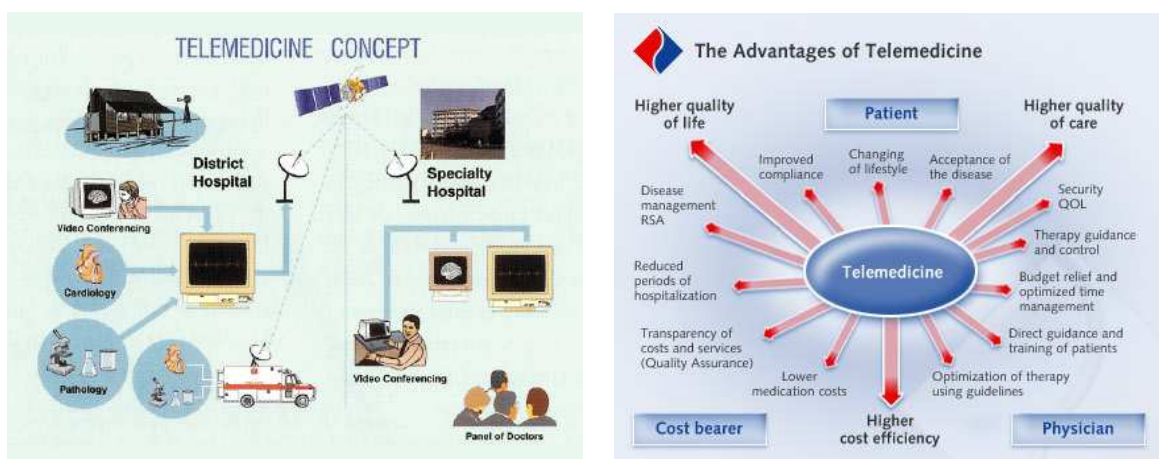 TELEMEDICINE CONCEPT
District
Hospital
Specialty
Hospital
Video Conferencing
Cardiology
Pathology
Video Conferencing
Panel of Doctors
The Advantages of Telemedicine
Higher quality
of life
Patient
Higher quality
of care
Improved
compliance
Changing
of lifestyle
Acceptance of
the disease
Disease
management
RSA
Security
QOL
Therapy guidance
and control
Telemedicine
Reduced
periods of
hospitalization
Budget relief and
optimized time
management
Transparency of
costs and services
(Quality Assurance)
Direct guidance and
training of patients
Lower
medication costs
Optimization of therapy
using guidelines
Cost bearer
Higher
cost efficiency
Physician